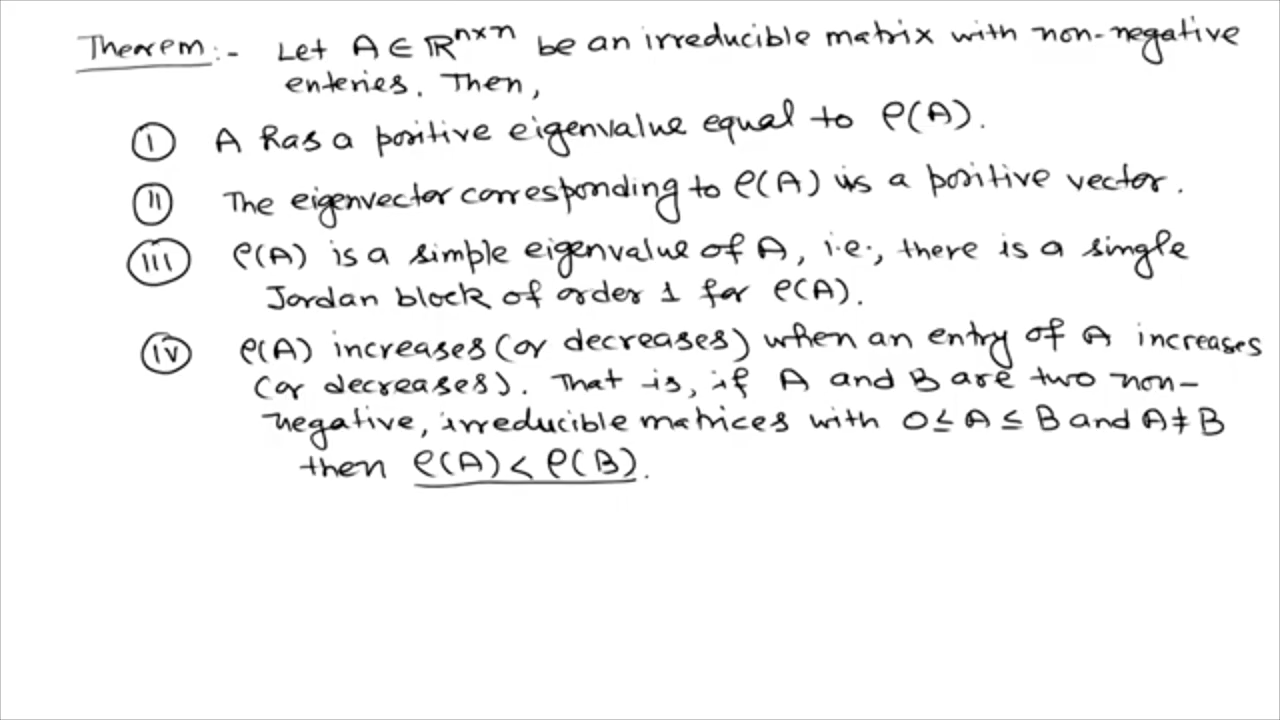 Theorem:- Let A ∈ ℝⁿˣⁿ be an irreducible matrix with non-negative
enteries. Then,
(I) A has a positive eigenvalue equal to ρ(A).
(II) The eigenvector corresponding to ρ(A) is a positive vector.
(III) ρ(A) is a simple eigenvalue of A, i.e., there is a single
Jordan block of order 1 for ρ(A).
(IV) ρ(A) increases (or decreases) when an entry of A increases
(or decreases). That is, if A and B are two non-
negative, irreducible matrices with 0 ≤ A ≤ B and A ≠ B
then ρ(A) < ρ(B).